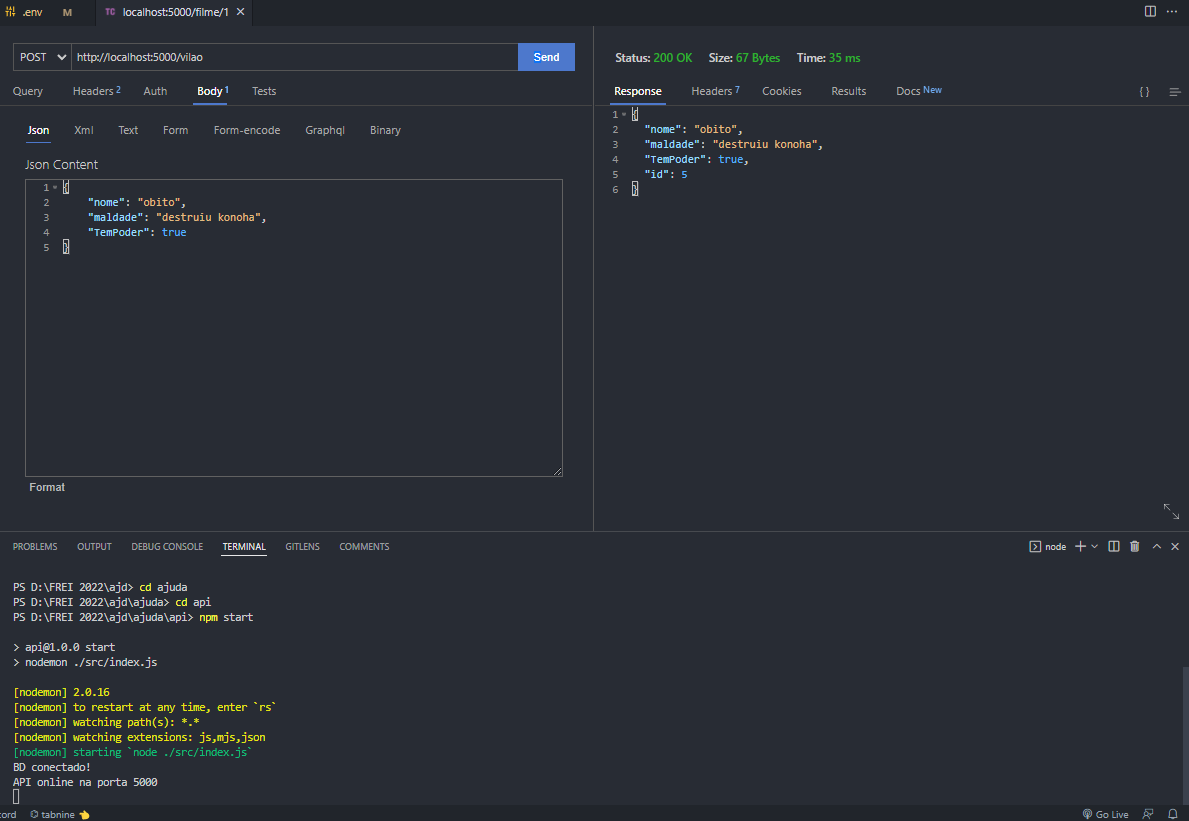 .env M TC localhost:5000/filme/1
POST http://localhost:5000/vilao Send
Query Headers 2 Auth Body 1 Tests
Json Xml Text Form Form-encode Graphql Binary
Json Content
1 {
2 "nome": "obito",
3 "maldade": "destruiu konoha",
4 "TemPoder": true
5 }
Format
Status: 200 OK Size: 67 Bytes Time: 35 ms
Response Headers 7 Cookies Results Docs New { }
1 {
2 "nome": "obito",
3 "maldade": "destruiu konoha",
4 "TemPoder": true,
5 "id": 5
6 }
PROBLEMS OUTPUT DEBUG CONSOLE TERMINAL GITLENS COMMENTS node
PS D:\FREI 2022\ajd> cd ajuda
PS D:\FREI 2022\ajd\ajuda> cd api
PS D:\FREI 2022\ajd\ajuda\api> npm start
> api@1.0.0 start
> nodemon ./src/index.js
[nodemon] 2.0.16
[nodemon] to restart at any time, enter `rs`
[nodemon] watching path(s): *.*
[nodemon] watching extensions: js,mjs,json
[nodemon] starting `node ./src/index.js`
BD conectado!
API online na porta 5000
cord tabnine 👈 Go Live